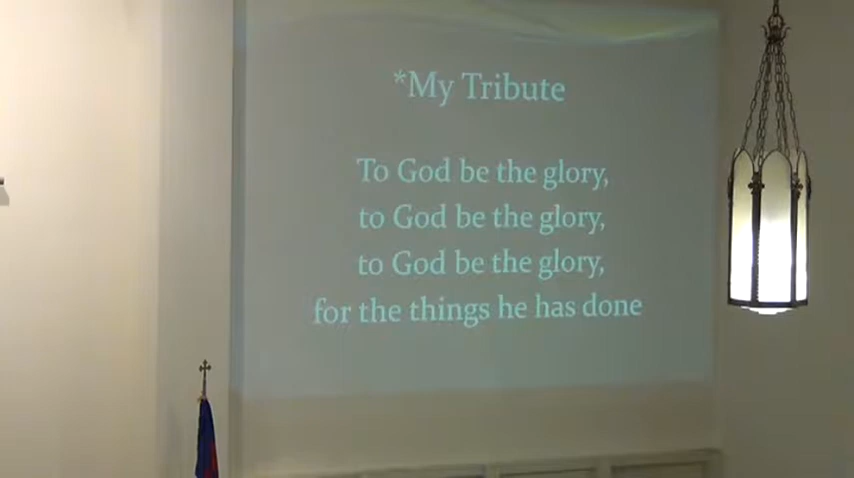 *My Tribute
To God be the glory,
to God be the glory,
to God be the glory,
for the things he has done